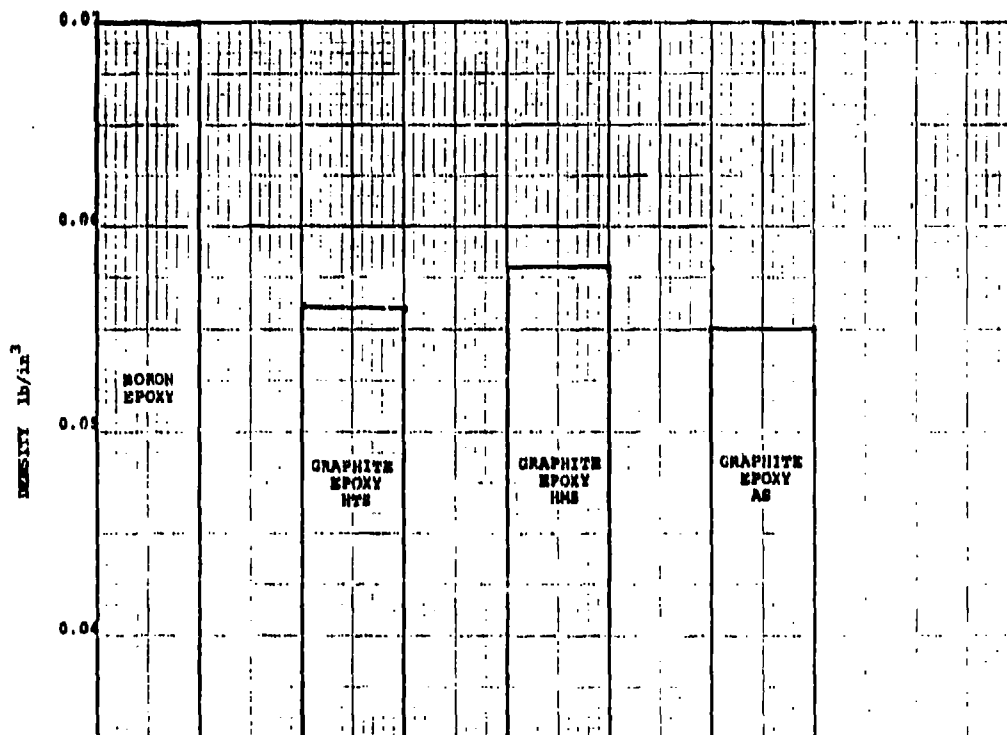 0.07
0.06
0.05
0.04
DENSITY lb/in³
BORON
EPOXY
GRAPHITE
EPOXY
HTS
GRAPHITE
EPOXY
HMS
GRAPHITE
EPOXY
AS